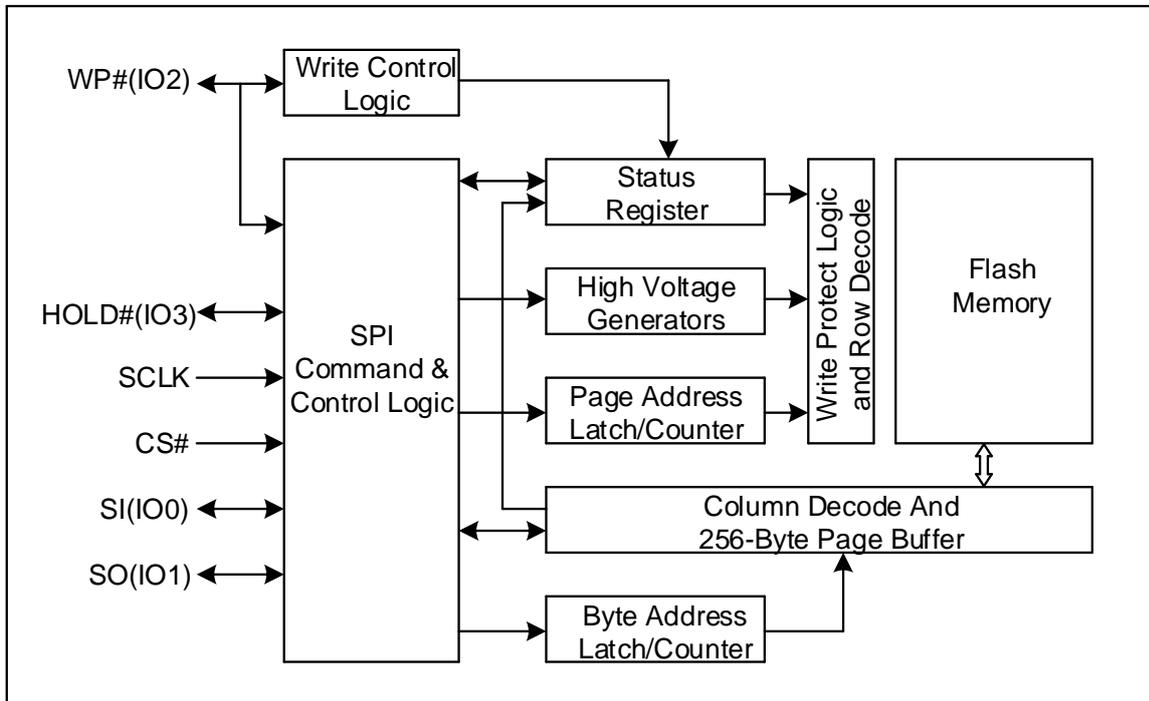 WP#(IO2)
Write Control
Logic
HOLD#(IO3)
SCLK
CS#
SI(IO0)
SO(IO1)
SPI
Command &
Control Logic
Status
Register
High Voltage
Generators
Page Address
Latch/Counter
Write Protect Logic
and Row Decode
Flash
Memory
Column Decode And
256-Byte Page Buffer
Byte Address
Latch/Counter